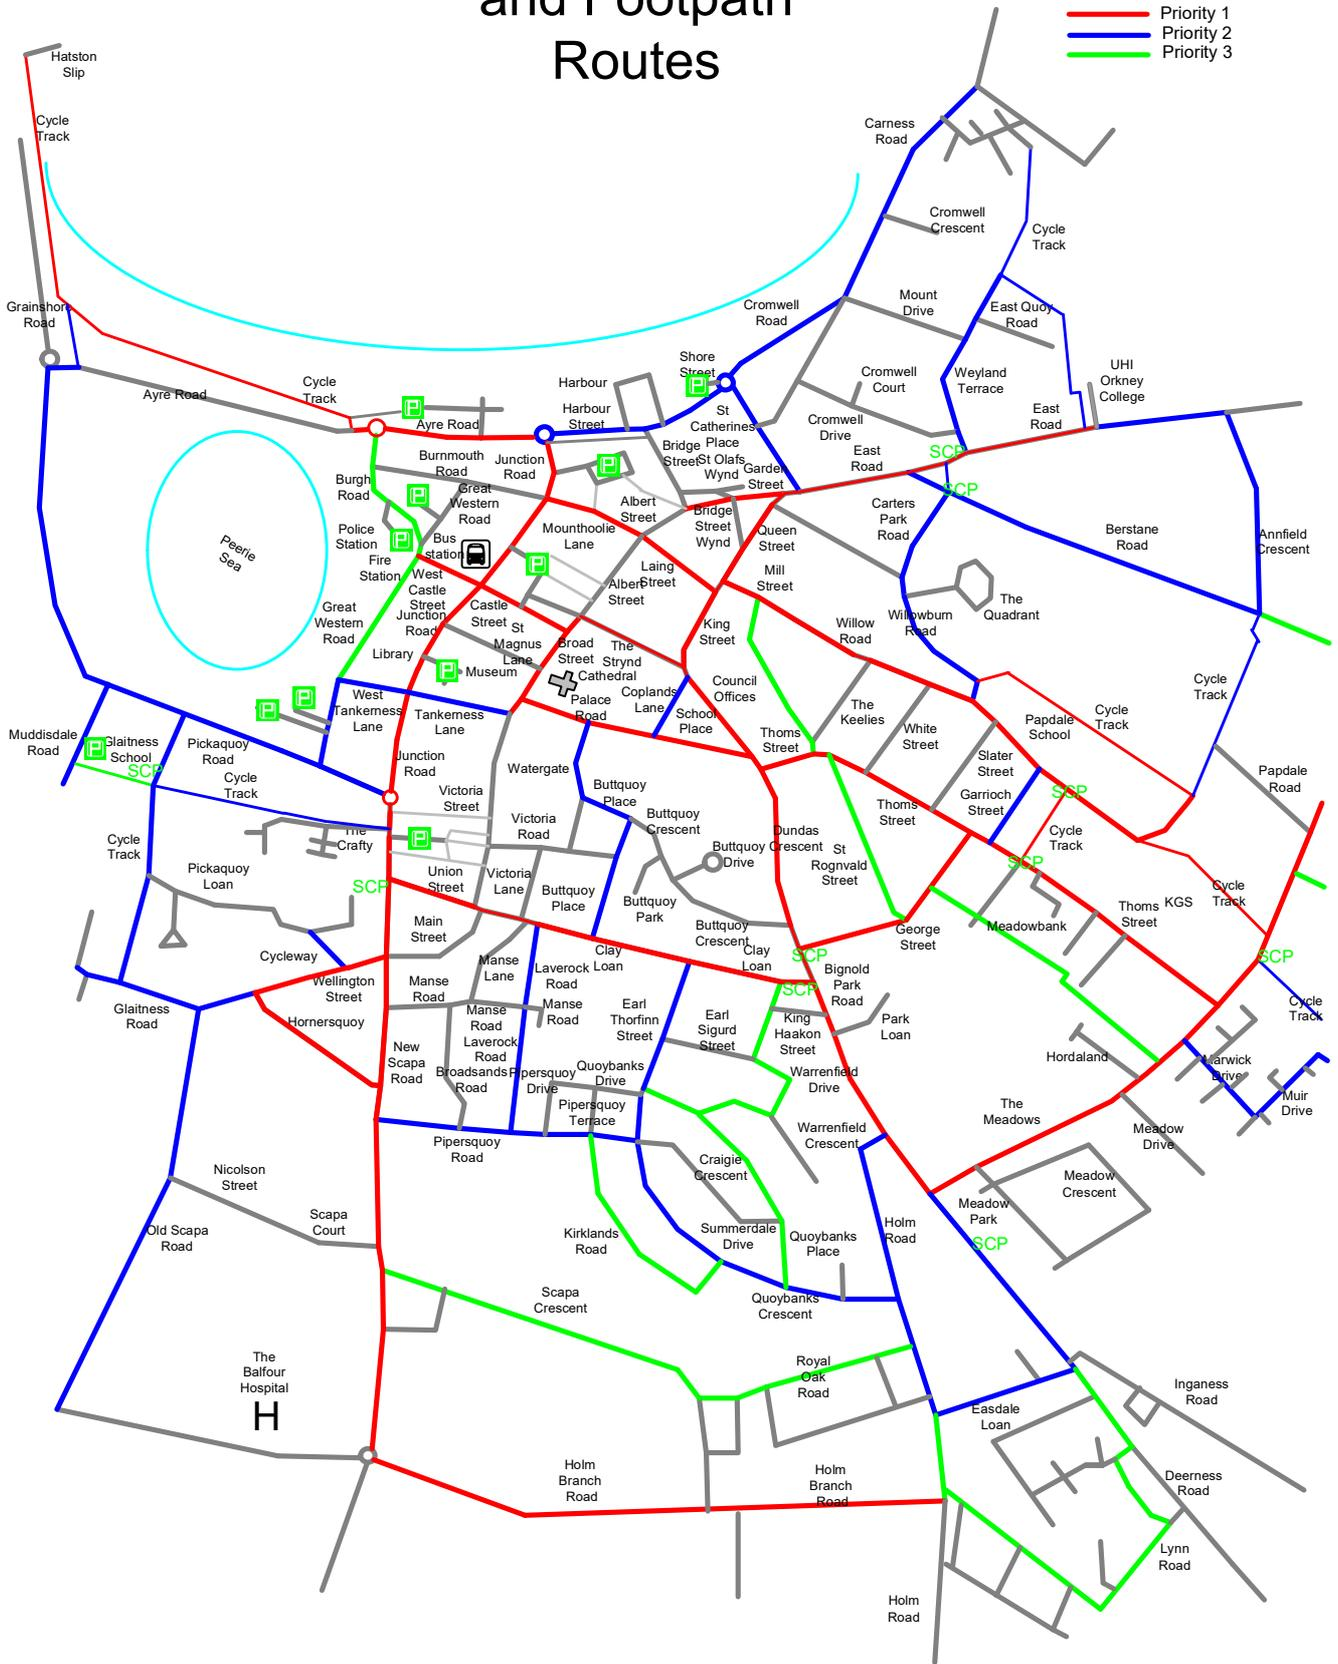 and Footpath
Routes
Priority 1
Priority 2
Priority 3
Hatston
Slip
Cycle
Track
Carness
Road
Cromwell
Crescent
Cycle
Track
Grainshore
Road
Cromwell
Road
Mount
Drive
East Quoy
Road
Shore
Street
Ayre Road
Cycle
Track
Harbour
Harbour
Street
Ayre Road
Cromwell
Court
Weyland
Terrace
UHI
Orkney
College
St
Catherines
Place
St Olafs
Wynd
Cromwell
Drive
East
Road
East
Road
SCP
SCP
Burnmouth
Road
Junction
Road
Bridge
Street
Garden
Street
Burgh
Road
Great
Western
Road
Albert
Street
Bridge
Street
Wynd
Carters
Park
Road
Berstane
Road
Annfield
Crescent
Peerie
Sea
Police
Station
Fire
Station
Bus
station
Mounthoolie
Lane
Queen
Street
Laing
Street
Mill
Street
West
Castle
Street
Albert
Street
Junction
Road
Castle
Street
Great
Western
Road
St
Magnus
Lane
King
Street
Willow
Road
Willowburn
Road
The
Quadrant
Library
Museum
Broad
Street
The
Strynd
Cathedral
Palace
Road
Coplands
Lane
Council
Offices
School
Place
West
Tankerness
Lane
Tankerness
Lane
The
Keelies
White
Street
Papdale
School
Cycle
Track
Cycle
Track
Muddisdale
Road
Glaitness
School
SCP
Pickaquoy
Road
Cycle
Track
Junction
Road
Watergate
Thoms
Street
Slater
Street
Papdale
Road
Victoria
Street
Buttquoy
Place
Garrioch
Street
SCP
Thoms
Street
Cycle
Track
Cycle
Track
The
Crafty
Victoria
Road
Buttquoy
Crescent
Buttquoy
Drive
Dundas
Crescent
St
Rognvald
Street
SCP
Pickaquoy
Loan
SCP
Union
Street
Victoria
Lane
Buttquoy
Place
Buttquoy
Park
Cycle
Track
KGS
Thoms
Street
Meadowbank
Main
Street
Buttquoy
Crescent
Clay
Loan
George
Street
Cycleway
Clay
Loan
SCP
SCP
SCP
Wellington
Street
Manse
Lane
Laverock
Road
Bignold
Park
Road
Manse
Road
Manse
Road
Glaitness
Road
Hornersquoy
Manse
Road
Laverock
Road
Earl
Thorfinn
Street
Earl
Sigurd
Street
King
Haakon
Street
Park
Loan
Cycle
Track
New
Scapa
Road
Broadsands
Road
Pipersquoy
Drive
Quoybanks
Drive
Warrenfield
Drive
Hordaland
Marwick
Drive
Muir
Drive
Pipersquoy
Terrace
The
Meadows
Meadow
Drive
Pipersquoy
Road
Warrenfield
Crescent
Craigie
Crescent
Nicolson
Street
Meadow
Crescent
Scapa
Court
Old Scapa
Road
Kirklands
Road
Summerdale
Drive
Quoybanks
Place
Holm
Road
Meadow
Park
SCP
Scapa
Crescent
Quoybanks
Crescent
The
Balfour
Hospital
H
Royal
Oak
Road
Easdale
Loan
Inganess
Road
Holm
Branch
Road
Holm
Branch
Road
Deerness
Road
Lynn
Road
Holm
Road